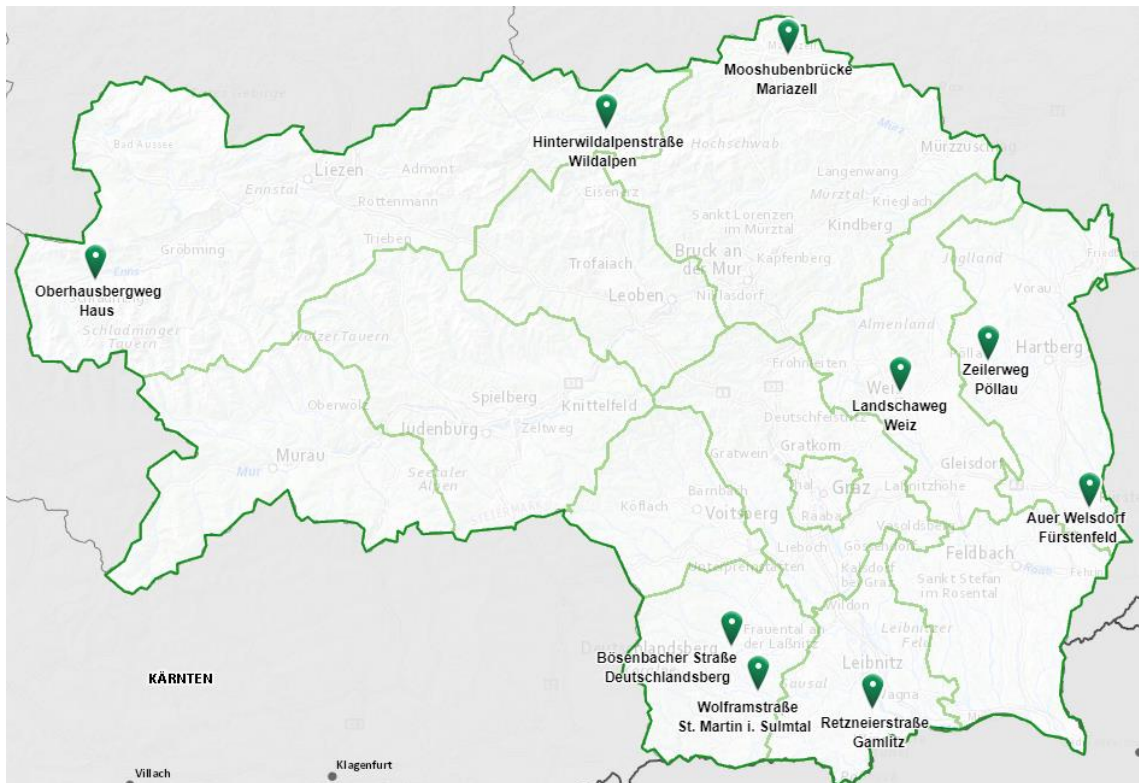 Mooshubenbrücke
Mariazell
Hinterwildalpenstraße
Wildalpen
Hochschwab
Mürz
Mürzzuschlag
Bad Aussee
Liezen
Admont
Ennstal
Rottenmann
Eisenerz
Langenwang
Mürztal
Krieglach
Sankt Lorenzen
im Mürztal
Kindberg
Gröbming
Trieben
Enns
Oberhausbergweg
Haus
Schladminger
Tauern
Trofaiach
Bruck an
der Mur
Kapfenberg
Leoben
Niklasdorf
Joglland
Vorau
Almenland
Frohnleiten
Hartberg
Zeilerweg
Pöllau
Landschaweg
Weiz
Spielberg
Knittelfeld
Oberwölz
Judenburg
Zeltweg
Deutschfeistritz
Gratkorn
Gratwein
Murau
Mur
Seetaler
Alpen
Gleisdorf
Laßnitzhöhe
Graz
Raaba
Köflach
Bärnbach
Voitsberg
Auer Welsdorf
Fürstenfeld
Vasoldsberg
Feldbach
Lieboch
Gössendorf
Kalsdorf
bei Graz
Unterpremstätten
Sankt Stefan
im Rosental
Wildon
Frauental an
der Laßnitz
Leibnitzer
Feld
Bösenbacher Straße
Deutschlandsberg
Leibnitz
Sausal
Vagna
Wolframstraße
St. Martin i. Sulmtal
Retzneierstraße
Gamlitz
KÄRNTEN
Klagenfurt
Villach